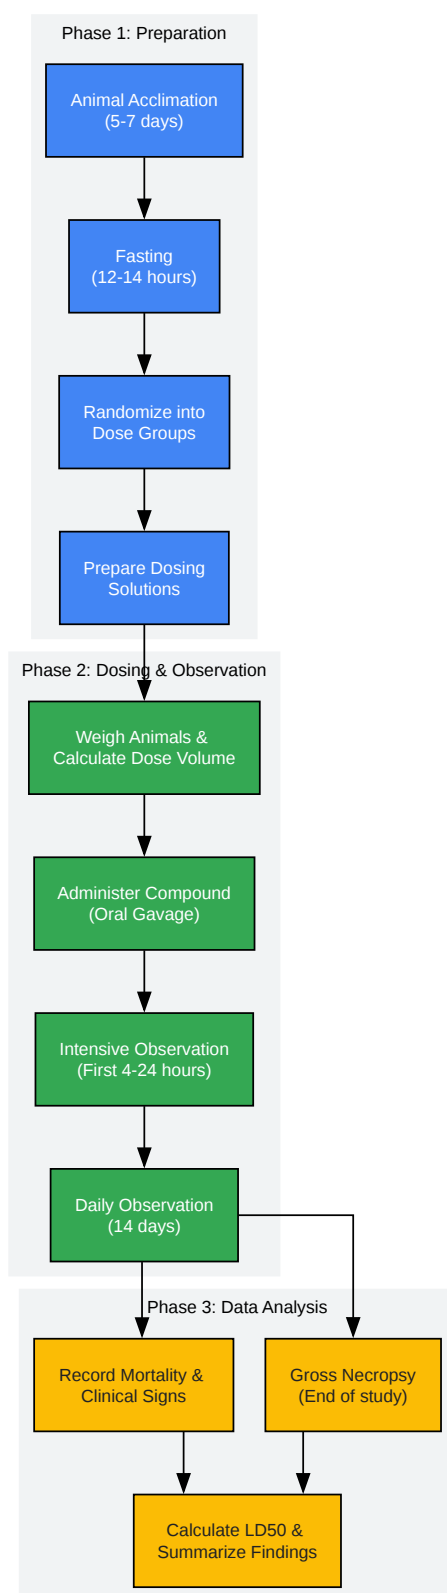 Phase 1: Preparation
Animal Acclimation
(5-7 days)
Fasting
(12-14 hours)
Randomize into
Dose Groups
Prepare Dosing
Solutions
Phase 2: Dosing & Observation
Weigh Animals &
Calculate Dose Volume
Administer Compound
(Oral Gavage)
Intensive Observation
(First 4-24 hours)
Daily Observation
(14 days)
Phase 3: Data Analysis
Record Mortality &
Clinical Signs
Gross Necropsy
(End of study)
Calculate LD50 &
Summarize Findings